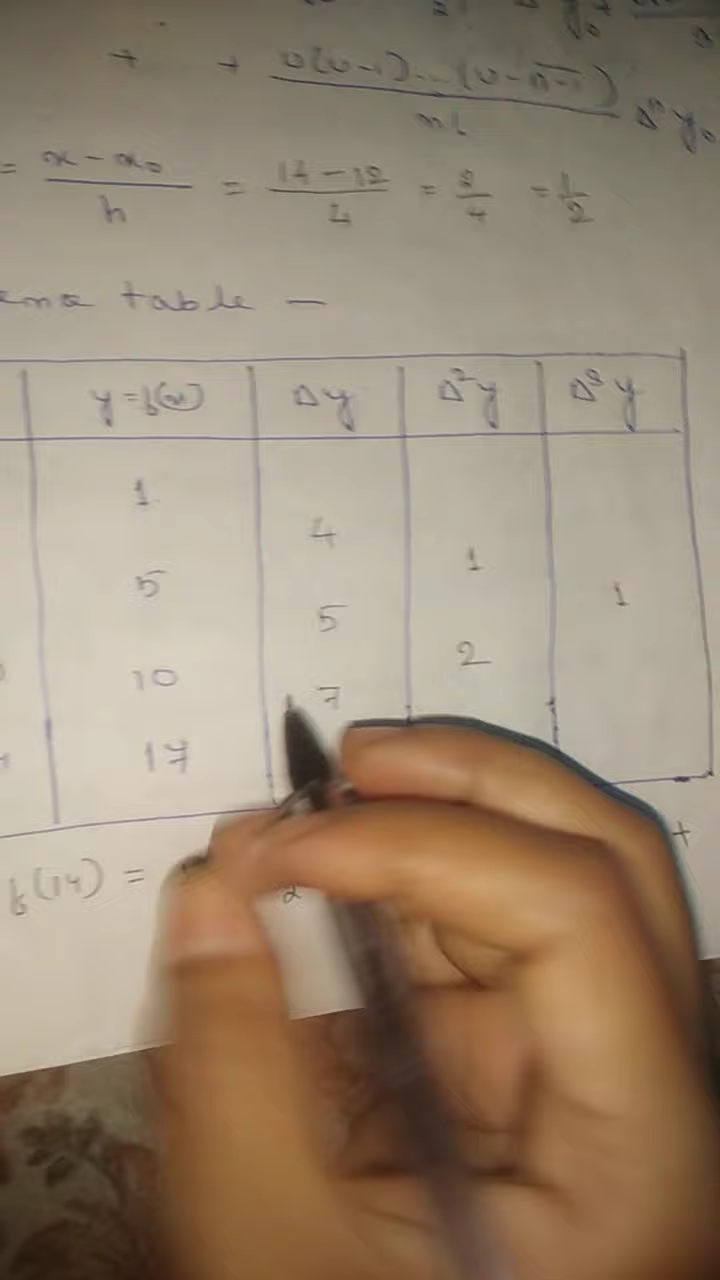 + + u(u-1)...(u-n-1) / n! Δⁿy₀
= x - x₀ / h = 14 - 12 / 4 = 2/4 = 1/2
table —
y = f(x) Δy Δ²y Δ³y
1
4
1
5
1
5
2
10
7
17
f(14) =
2
+